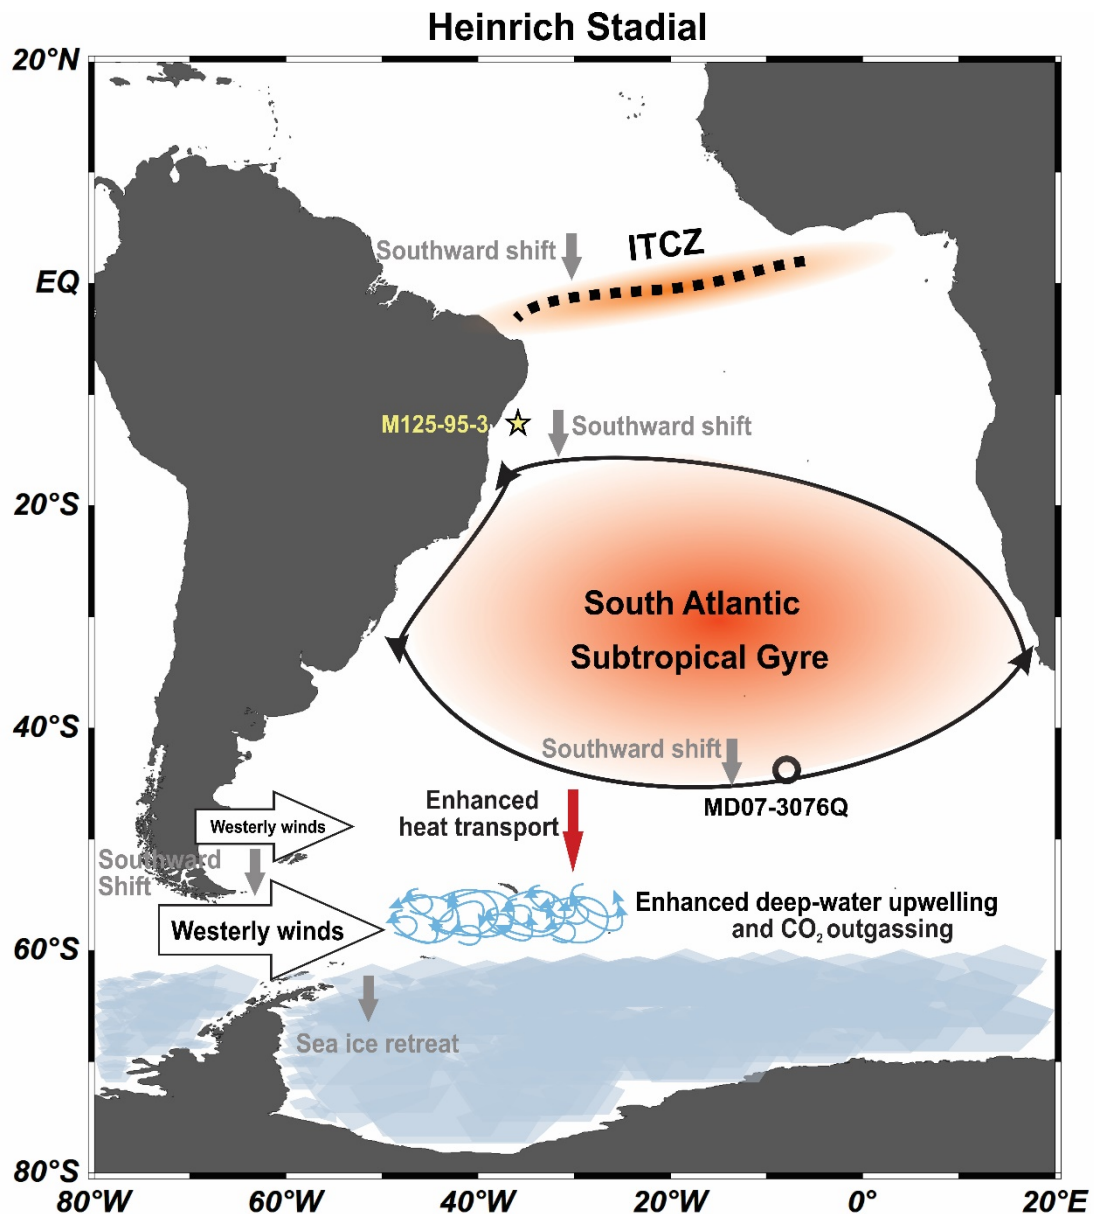 Heinrich Stadial
20°N
Southward shift
ITCZ
EQ
M125-95-3
Southward shift
20°S
South Atlantic
Subtropical Gyre
40°S
Southward shift
MD07-3076Q
Enhanced
heat transport
Westerly winds
Southward
Shift
Westerly winds
Enhanced deep-water upwelling
and CO₂ outgassing
60°S
Sea ice retreat
80°S
80°W
60°W
40°W
20°W
0°
20°E